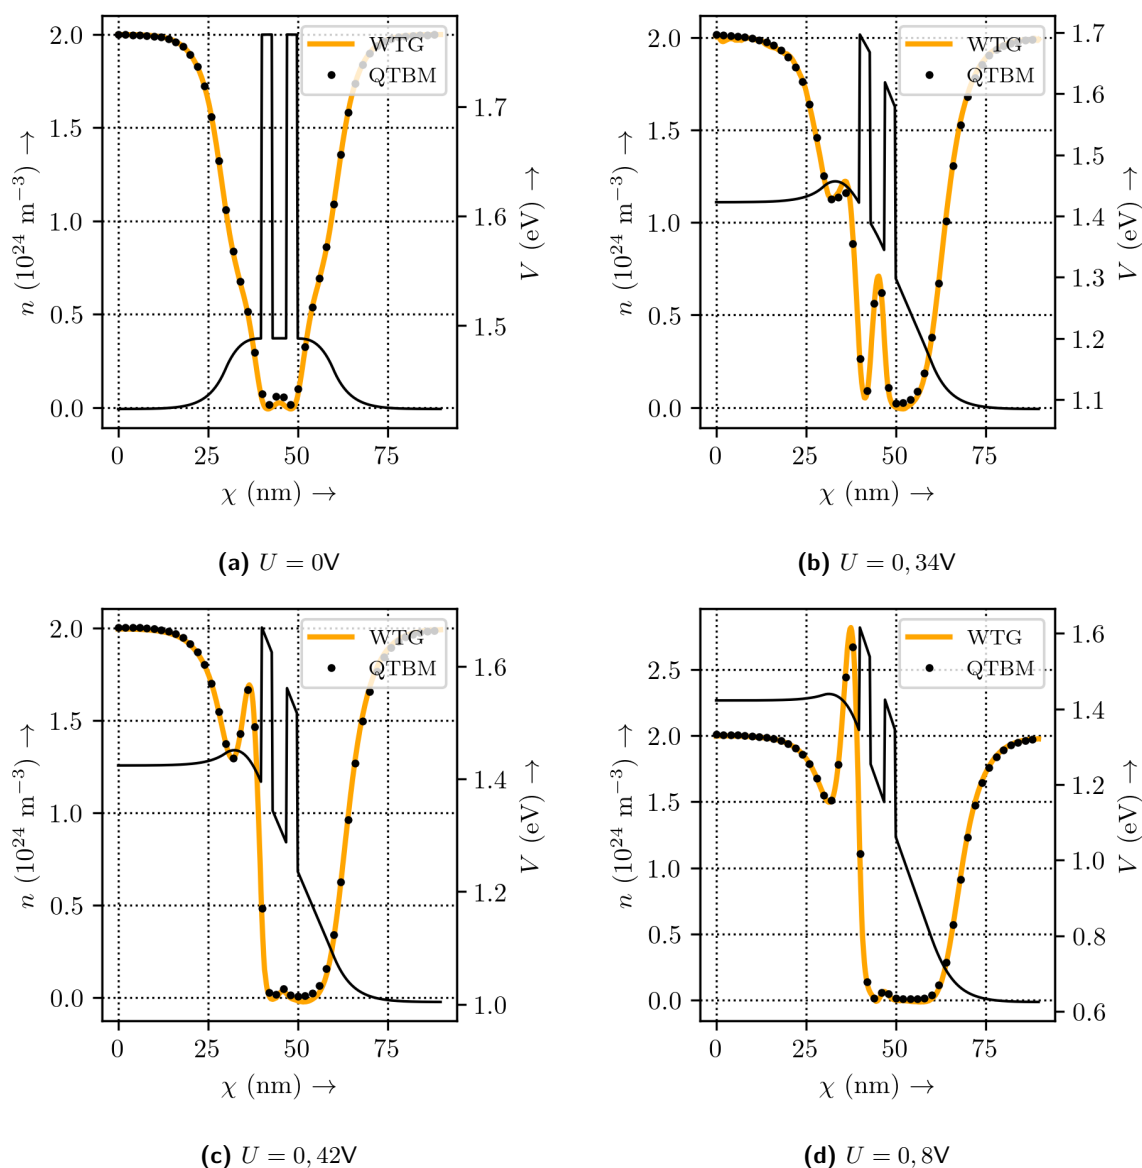 2.0
1.5
1.0
0.5
0.0
n (10^24 m^−3) →
WTG
QTBM
1.7
1.6
1.5
V (eV) →
0 25 50 75
χ (nm) →
(a) U = 0V
2.0
1.5
1.0
0.5
0.0
n (10^24 m^−3) →
WTG
QTBM
1.7
1.6
1.5
1.4
1.3
1.2
1.1
V (eV) →
0 25 50 75
χ (nm) →
(b) U = 0, 34V
2.0
1.5
1.0
0.5
0.0
n (10^24 m^−3) →
WTG
QTBM
1.6
1.4
1.2
1.0
V (eV) →
0 25 50 75
χ (nm) →
(c) U = 0, 42V
2.5
2.0
1.5
1.0
0.5
0.0
n (10^24 m^−3) →
WTG
QTBM
1.6
1.4
1.2
1.0
0.8
0.6
V (eV) →
0 25 50 75
χ (nm) →
(d) U = 0, 8V